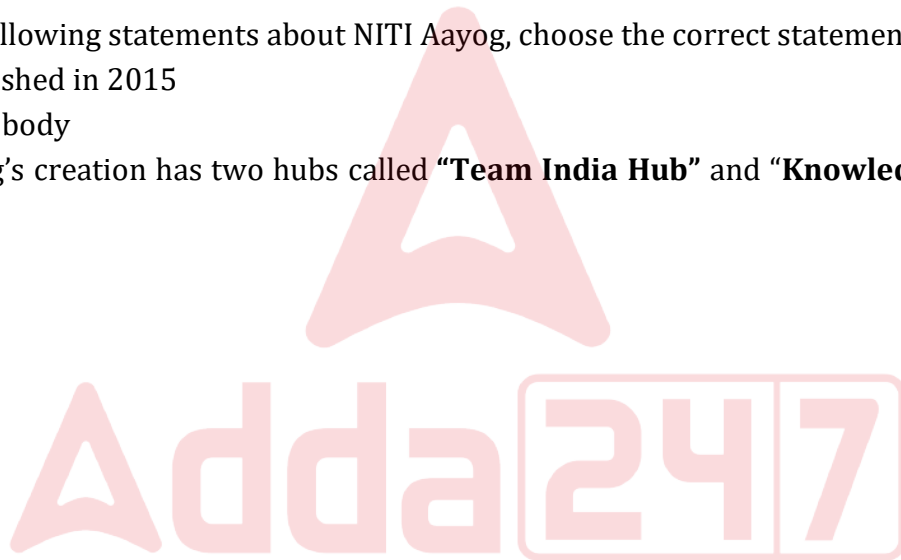 llowing statements about NITI Aayog, choose the correct statemen
shed in 2015
body
g’s creation has two hubs called “Team India Hub” and “Knowled
Adda247